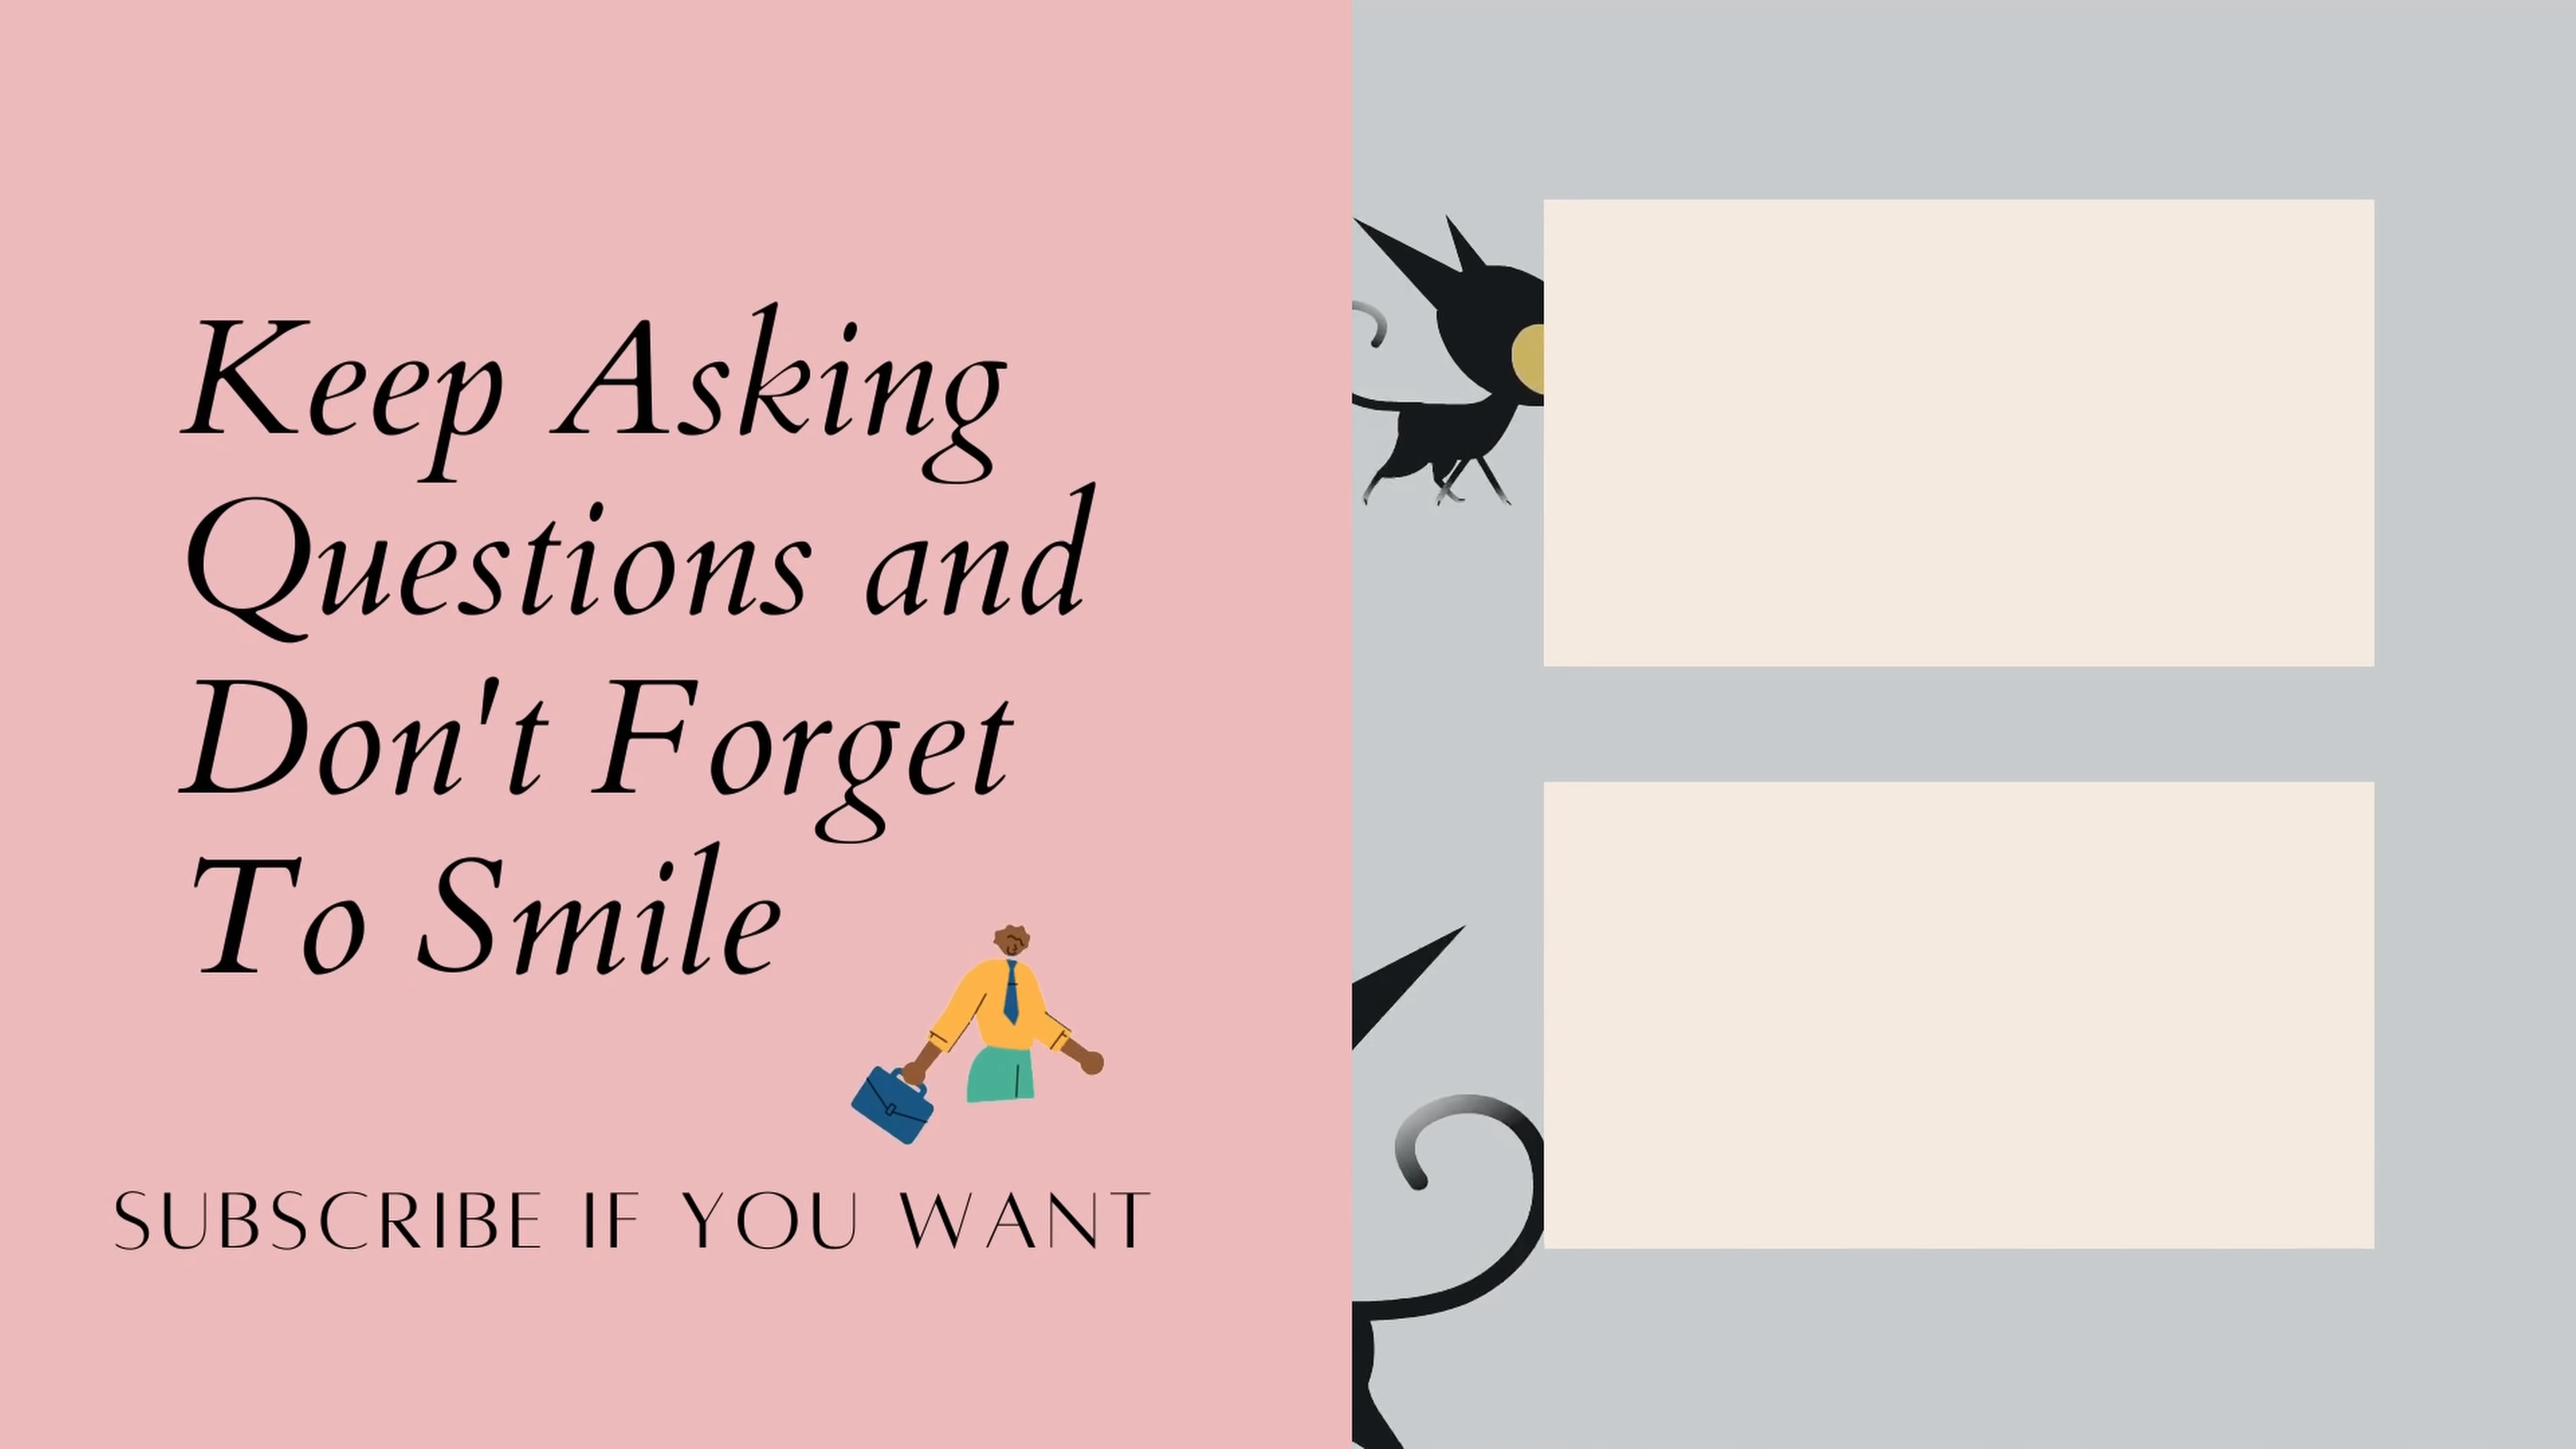 Keep Asking
Questions and
Don't Forget
To Smile
SUBSCRIBE IF YOU WANT